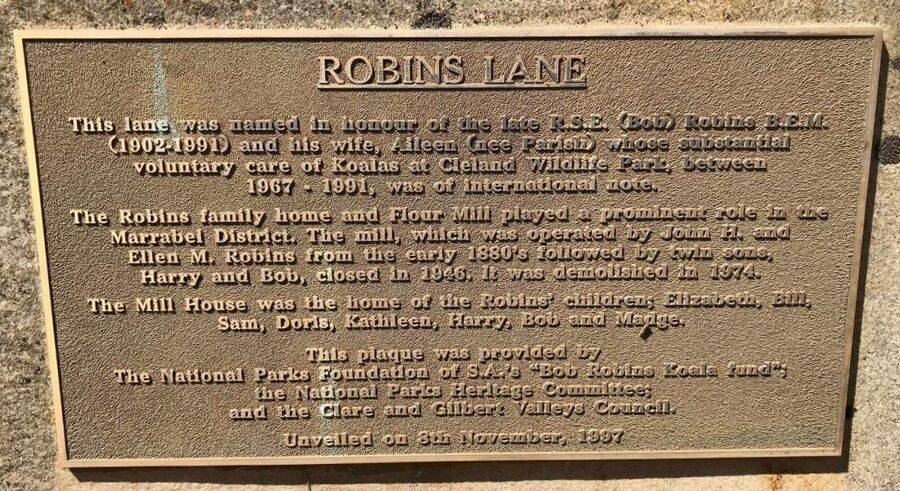 ROBINS LANE
This lane was named in honour of the late R.S.E. (Bob) Robins B.E.M.
(1902-1991) and his wife, Aileen (nee Parish) whose substantial
voluntary care of Koalas at Cleland Wildlife Park, between
1967 - 1991, was of international note.
The Robins family home and Flour Mill played a prominent role in the
Marrabel District. The mill, which was operated by John H. and
Ellen M. Robins from the early 1880's followed by twin sons,
Harry and Bob, closed in 1946. It was demolished in 1974.
The Mill House was the home of the Robins' children; Elizabeth, Bill,
Sam, Doris, Kathleen, Harry, Bob and Madge.
This plaque was provided by
The National Parks Foundation of S.A.'s "Bob Robins Koala fund";
the National Parks Heritage Committee;
and the Clare and Gilbert Valleys Council.
Unveiled on 8th November, 1997